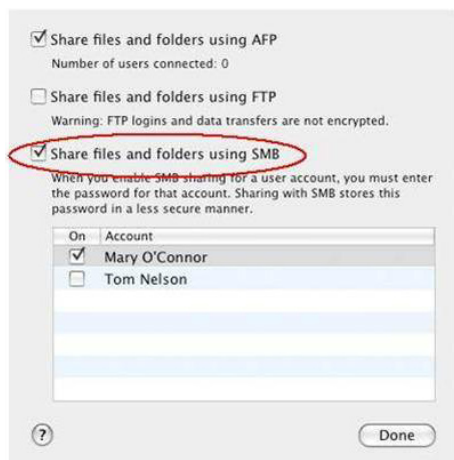 Share files and folders using AFP
Number of users connected: 0
Share files and folders using FTP
Warning: FTP logins and data transfers are not encrypted.
Share files and folders using SMB
When you enable SMB sharing for a user account, you must enter
the password for that account. Sharing with SMB stores this
password in a less secure manner.
On Account
Mary O'Connor
Tom Nelson
? Done